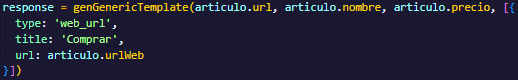 response = genGenericTemplate(articulo.url, articulo.nombre, articulo.precio, [{
  type: 'web_url',
  title: 'Comprar',
  url: articulo.urlWeb
}])